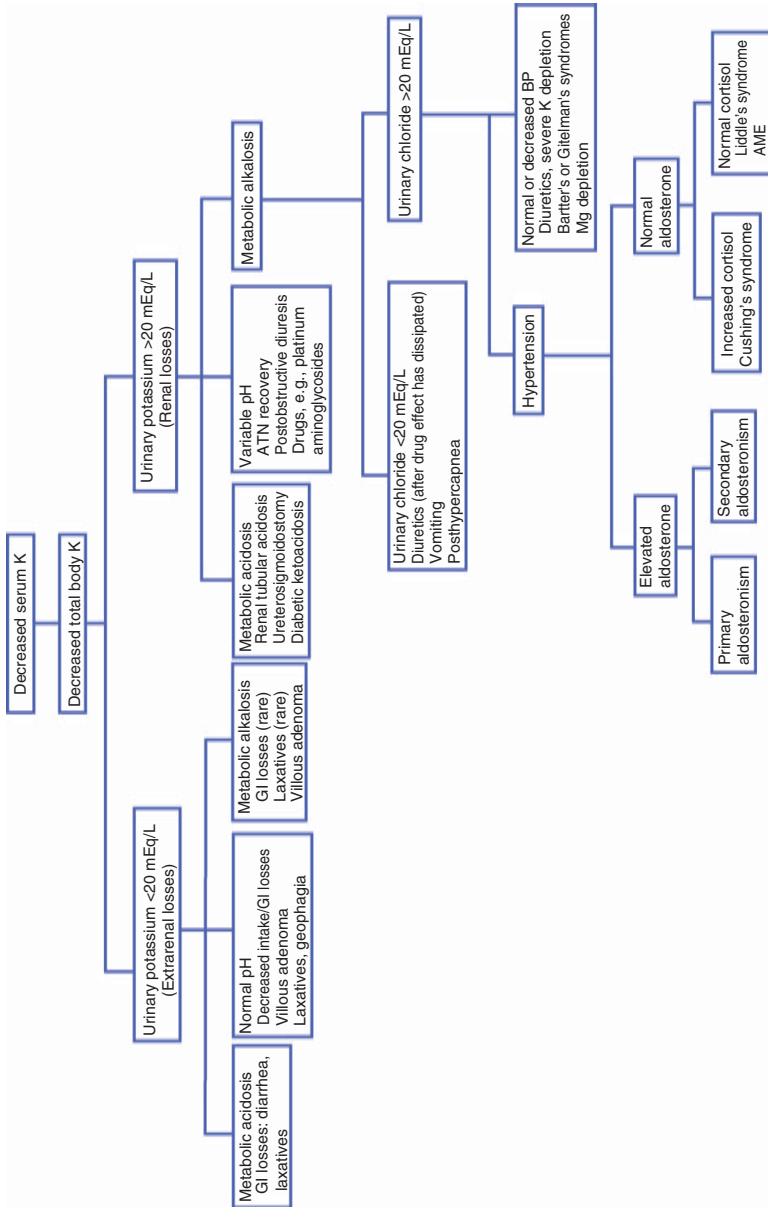 Decreased serum K
Decreased total body K
Urinary potassium <20 mEq/L
(Extrarenal losses)
Urinary potassium >20 mEq/L
(Renal losses)
Metabolic acidosis
GI losses: diarrhea,
laxatives
Normal pH
Decreased intake/GI losses
Villous adenoma
Laxatives, geophagia
Metabolic alkalosis
GI losses (rare)
Laxatives (rare)
Villous adenoma
Metabolic acidosis
Renal tubular acidosis
Ureterosigmoidostomy
Diabetic ketoacidosis
Variable pH
ATN recovery
Postobstructive diuresis
Drugs, e.g., platinum
aminoglycosides
Metabolic alkalosis
Urinary chloride <20 mEq/L
Diuretics (after drug effect has dissipated)
Vomiting
Posthypercapnea
Urinary chloride >20 mEq/L
Hypertension
Normal or decreased BP
Diuretics, severe K depletion
Bartter's or Gitelman's syndromes
Mg depletion
Elevated
aldosterone
Normal
aldosterone
Primary
aldosteronism
Secondary
aldosteronism
Increased cortisol
Cushing's syndrome
Normal cortisol
Liddle's syndrome
AME